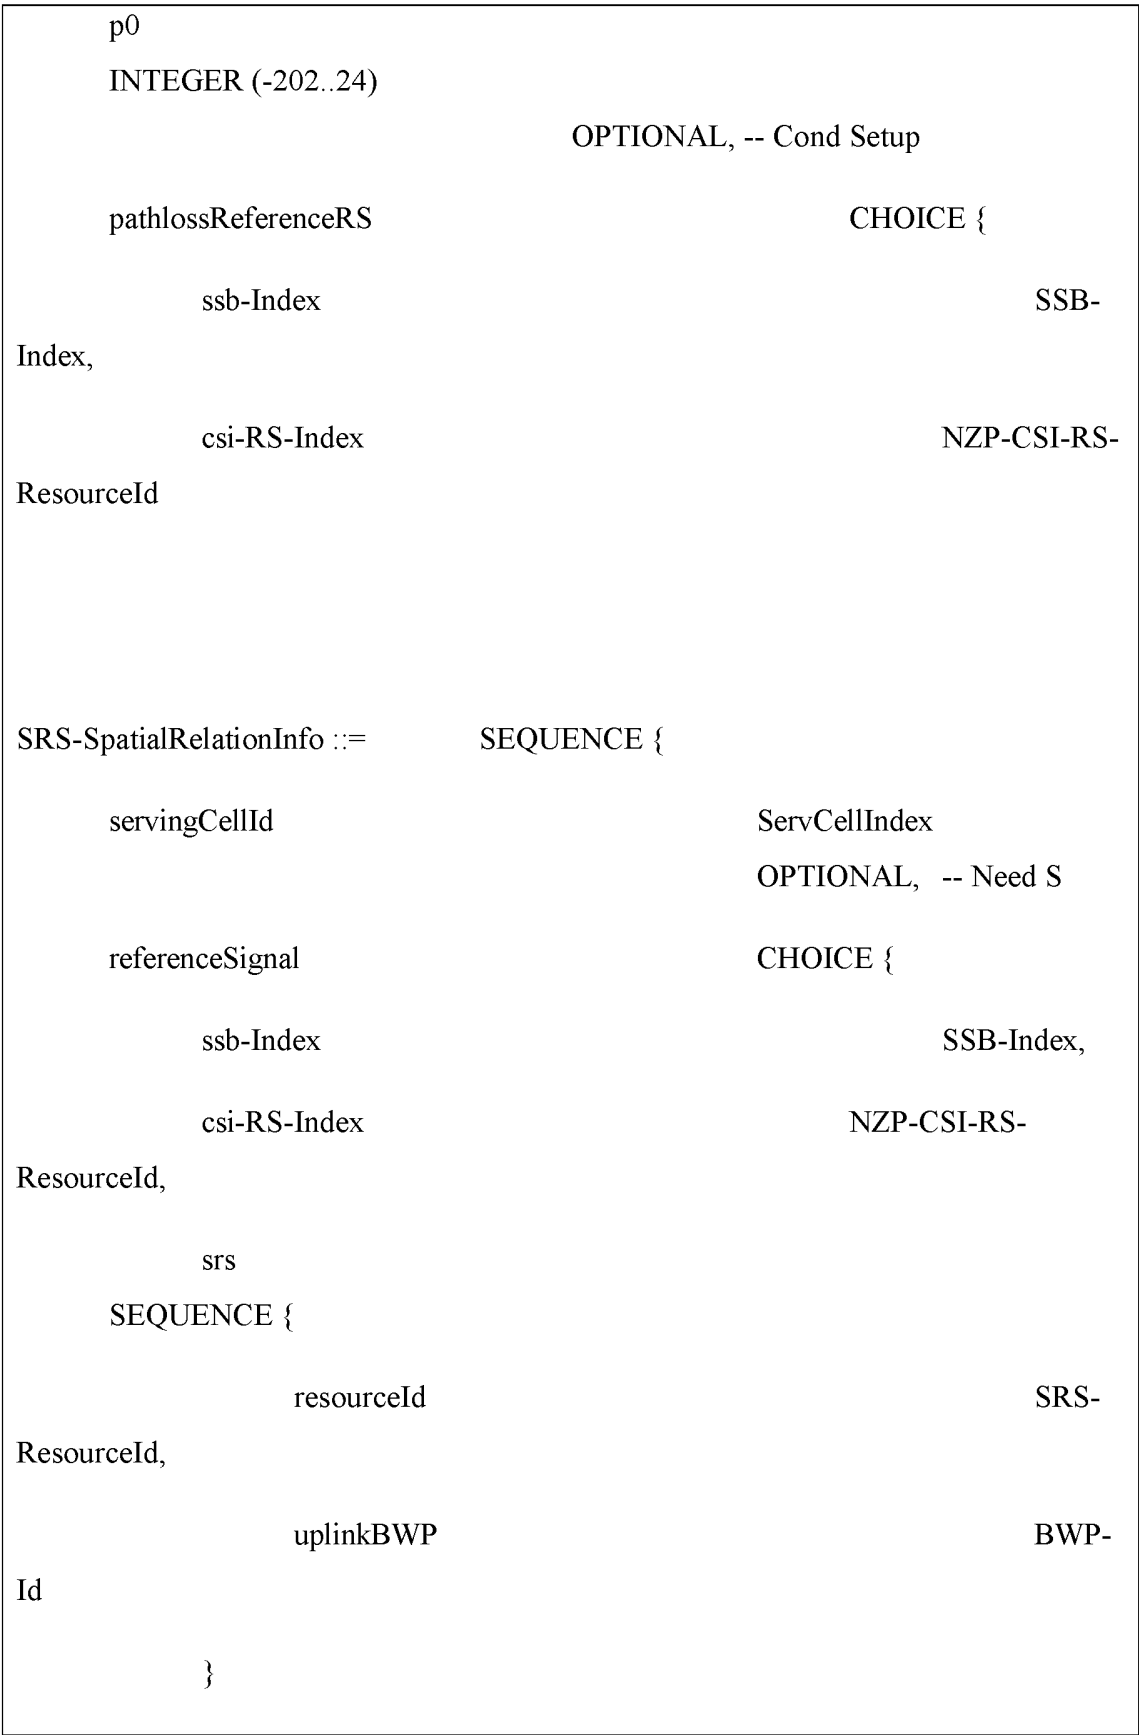 p0
INTEGER (-202..24)
OPTIONAL, -- Cond Setup
pathlossReferenceRS CHOICE {
ssb-Index SSB-
Index,
csi-RS-Index NZP-CSI-RS-
ResourceId
SRS-SpatialRelationInfo ::= SEQUENCE {
servingCellId ServCellIndex
OPTIONAL, -- Need S
referenceSignal CHOICE {
ssb-Index SSB-Index,
csi-RS-Index NZP-CSI-RS-
ResourceId,
srs
SEQUENCE {
resourceId SRS-
ResourceId,
uplinkBWP BWP-
Id
}